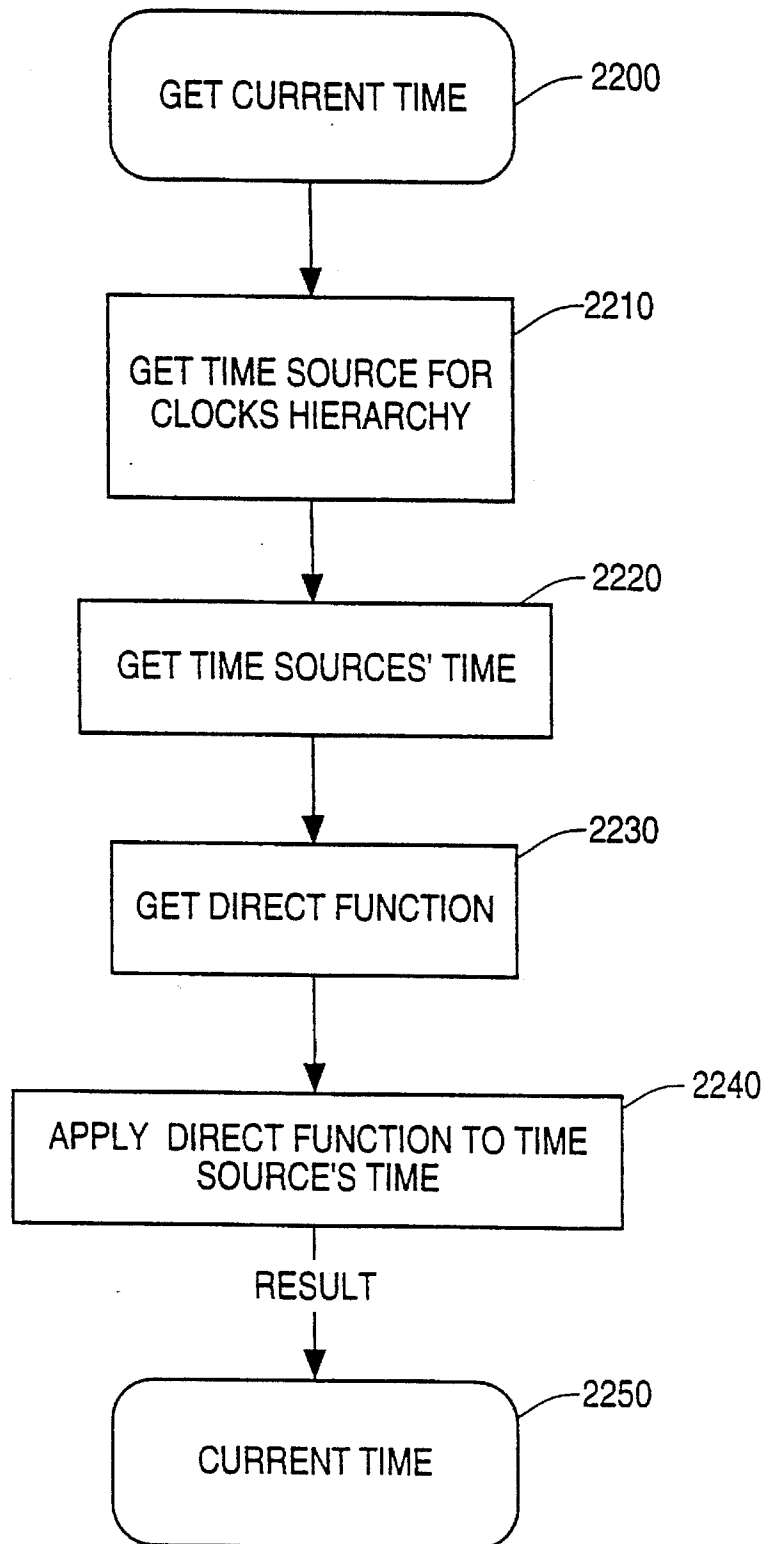 GET CURRENT TIME
2200
2210
GET TIME SOURCE FOR
CLOCKS HIERARCHY
2220
GET TIME SOURCES' TIME
2230
GET DIRECT FUNCTION
2240
APPLY DIRECT FUNCTION TO TIME
SOURCE'S TIME
RESULT
2250
CURRENT TIME